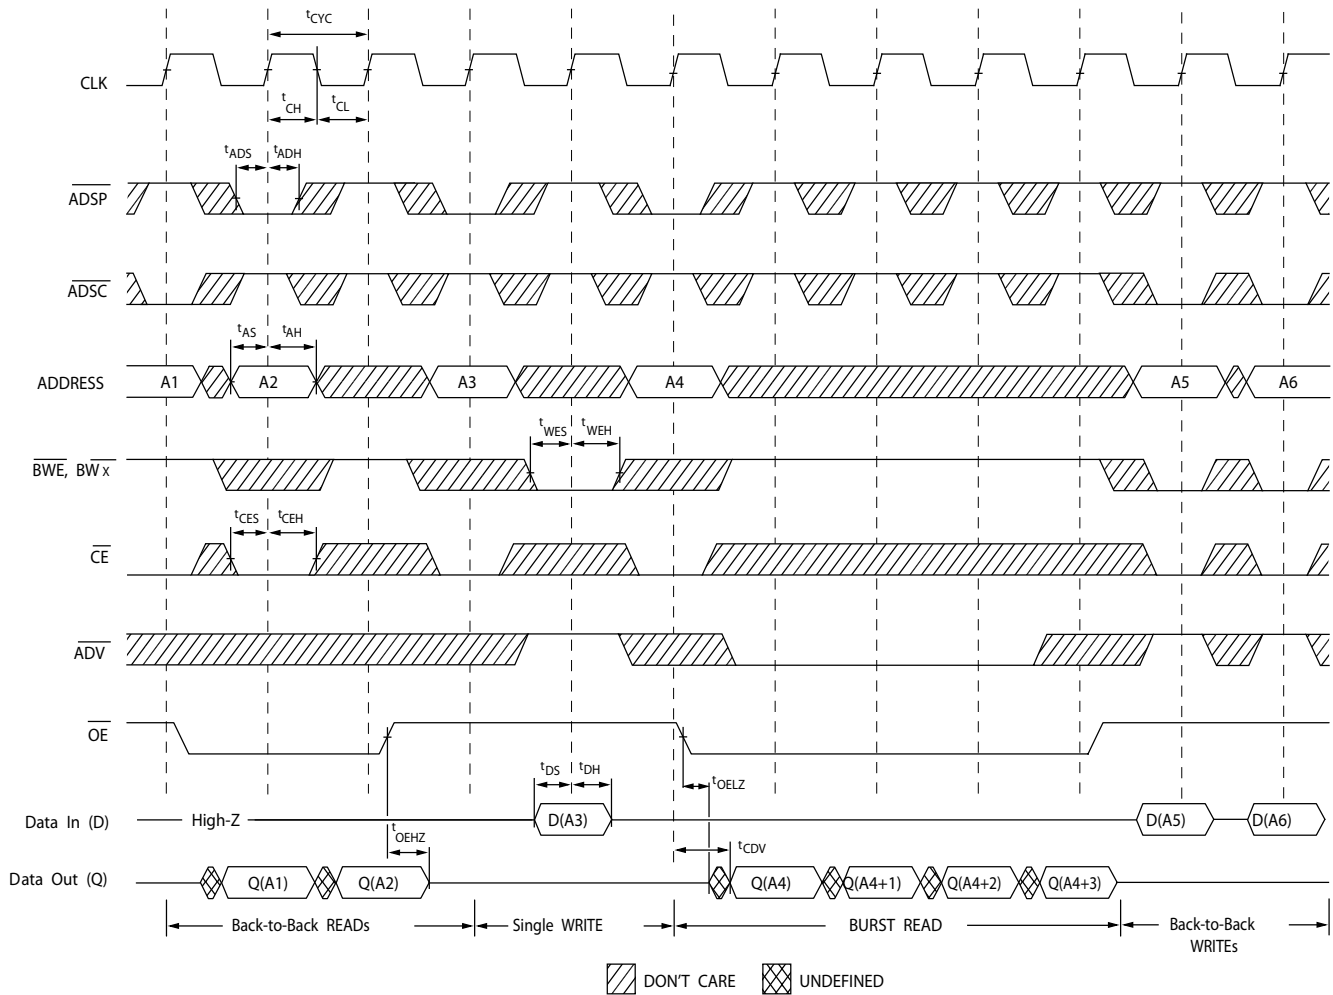 tCYC
CLK
tCH
tCL
tADS
tADH
ADSP
ADSC
tAS
tAH
ADDRESS
A1
A2
A3
A4
A5
A6
tWES
tWEH
BWE, BW x
tCES
tCEH
CE
ADV
OE
tDS
tDH
tOELZ
Data In (D)
High-Z
D(A3)
D(A5)
D(A6)
tOEHZ
tCDV
Data Out (Q)
Q(A1)
Q(A2)
Q(A4)
Q(A4+1)
Q(A4+2)
Q(A4+3)
Back-to-Back READs
Single WRITE
BURST READ
Back-to-Back
WRITEs
DON'T CARE
UNDEFINED